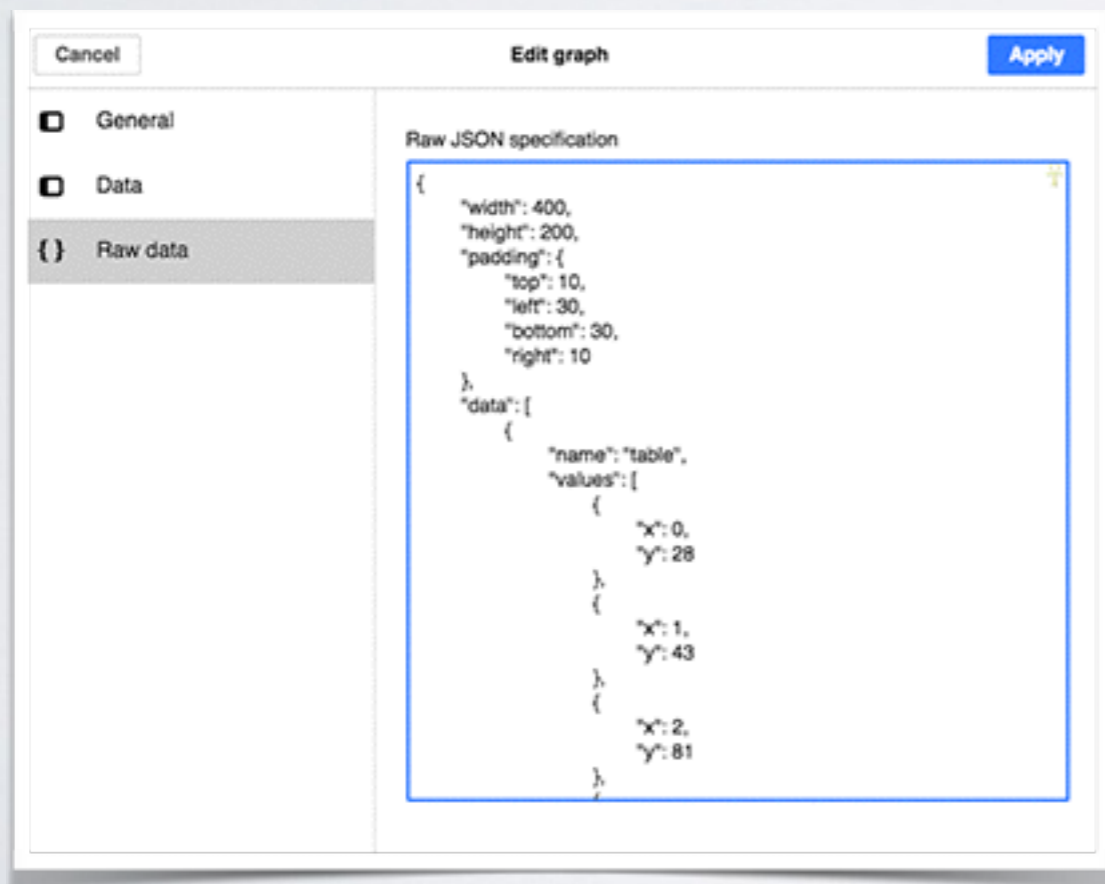 Cancel
Edit graph
Apply
General
Data
{ } Raw data
Raw JSON specification
{
"width": 400,
"height": 200,
"padding": {
"top": 10,
"left": 30,
"bottom": 30,
"right": 10
},
"data": [
{
"name": "table",
"values": [
{
"x": 0,
"y": 28
},
{
"x": 1,
"y": 43
},
{
"x": 2,
"y": 81
},
{